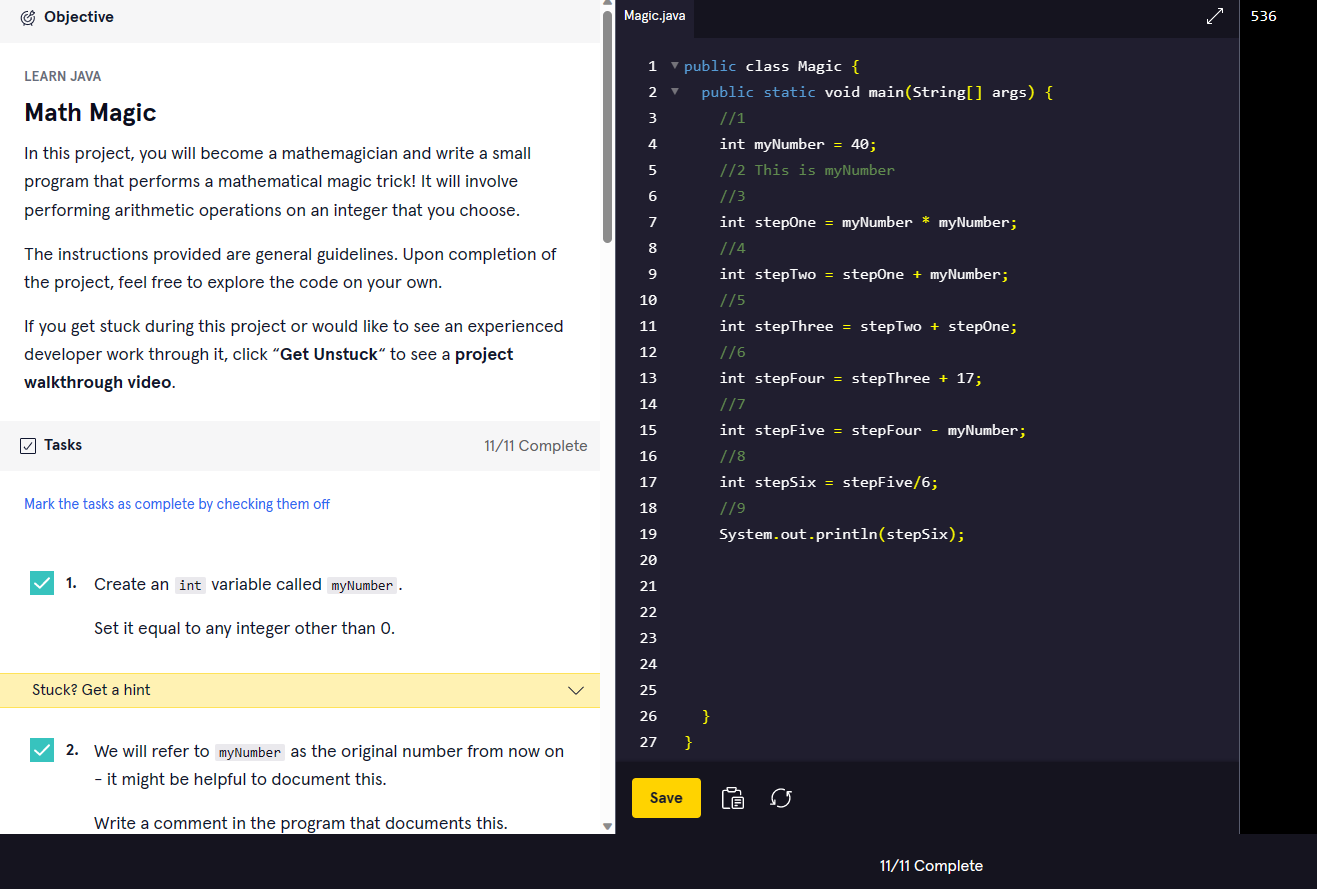 Objective
LEARN JAVA
Math Magic
In this project, you will become a mathemagician and write a small
program that performs a mathematical magic trick! It will involve
performing arithmetic operations on an integer that you choose.
The instructions provided are general guidelines. Upon completion of
the project, feel free to explore the code on your own.
If you get stuck during this project or would like to see an experienced
developer work through it, click “Get Unstuck“ to see a project
walkthrough video.
Tasks
11/11 Complete
Mark the tasks as complete by checking them off
1. Create an int variable called myNumber.
Set it equal to any integer other than 0.
Stuck? Get a hint
2. We will refer to myNumber as the original number from now on
- it might be helpful to document this.
Write a comment in the program that documents this.
Magic.java
1 public class Magic {
2 public static void main(String[] args) {
3 //1
4 int myNumber = 40;
5 //2 This is myNumber
6 //3
7 int stepOne = myNumber * myNumber;
8 //4
9 int stepTwo = stepOne + myNumber;
10 //5
11 int stepThree = stepTwo + stepOne;
12 //6
13 int stepFour = stepThree + 17;
14 //7
15 int stepFive = stepFour - myNumber;
16 //8
17 int stepSix = stepFive/6;
18 //9
19 System.out.println(stepSix);
20
21
22
23
24
25
26 }
27 }
Save
536
11/11 Complete